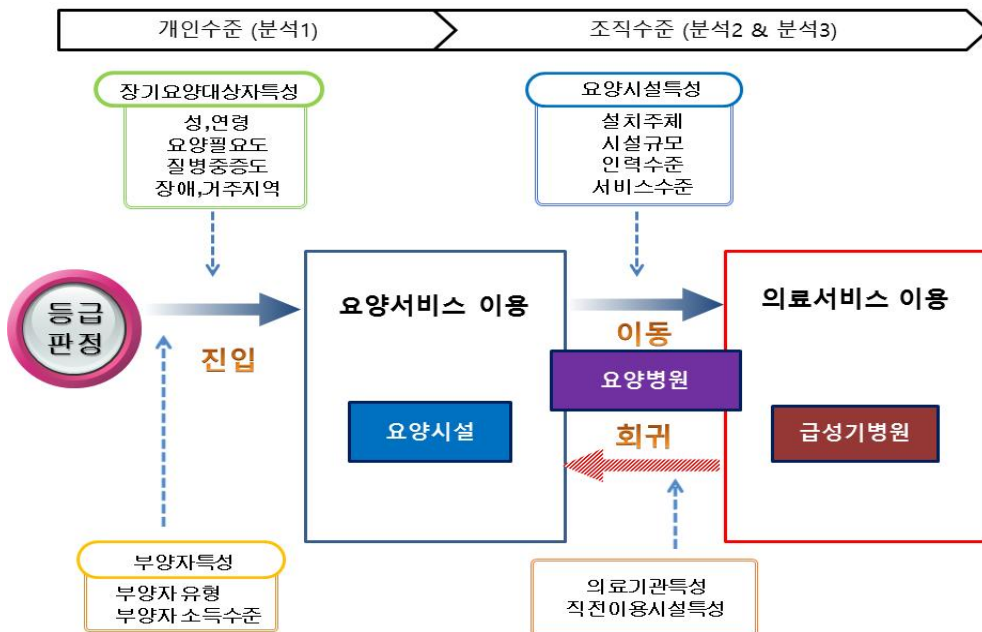 개인수준 (분석1)
조직수준 (분석2 & 분석3)
장기요양대상자특성
성,연령
요양필요도
질병중증도
장애,거주지역
요양시설특성
설치주체
시설규모
인력수준
서비스수준
등급
판정
진입
요양서비스 이용
요양시설
이동
요양병원
회귀
의료서비스 이용
급성기병원
부양자특성
부양자 유형
부양자 소득수준
의료기관특성
직전이용시설특성